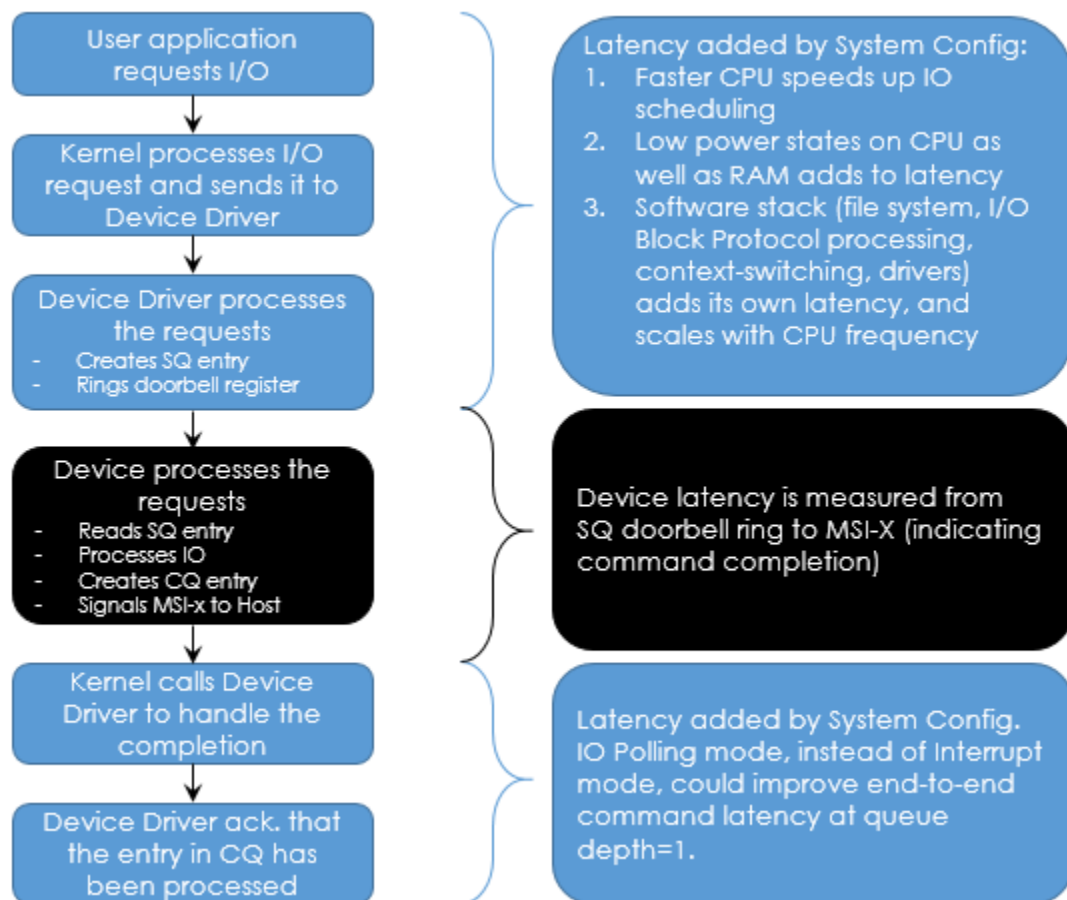 User application
requests I/O
Kernel processes I/O
request and sends it to
Device Driver
Device Driver processes
the requests
- Creates SQ entry
- Rings doorbell register
Device processes the
requests
- Reads SQ entry
- Processes IO
- Creates CQ entry
- Signals MSI-x to Host
Kernel calls Device
Driver to handle the
completion
Device Driver ack. that
the entry in CQ has
been processed
Latency added by System Config:
1. Faster CPU speeds up IO
scheduling
2. Low power states on CPU as
well as RAM adds to latency
3. Software stack (file system, I/O
Block Protocol processing,
context-switching, drivers)
adds its own latency, and
scales with CPU frequency
Device latency is measured from
SQ doorbell ring to MSI-X (indicating
command completion)
Latency added by System Config.
IO Polling mode, instead of Interrupt
mode, could improve end-to-end
command latency at queue
depth=1.